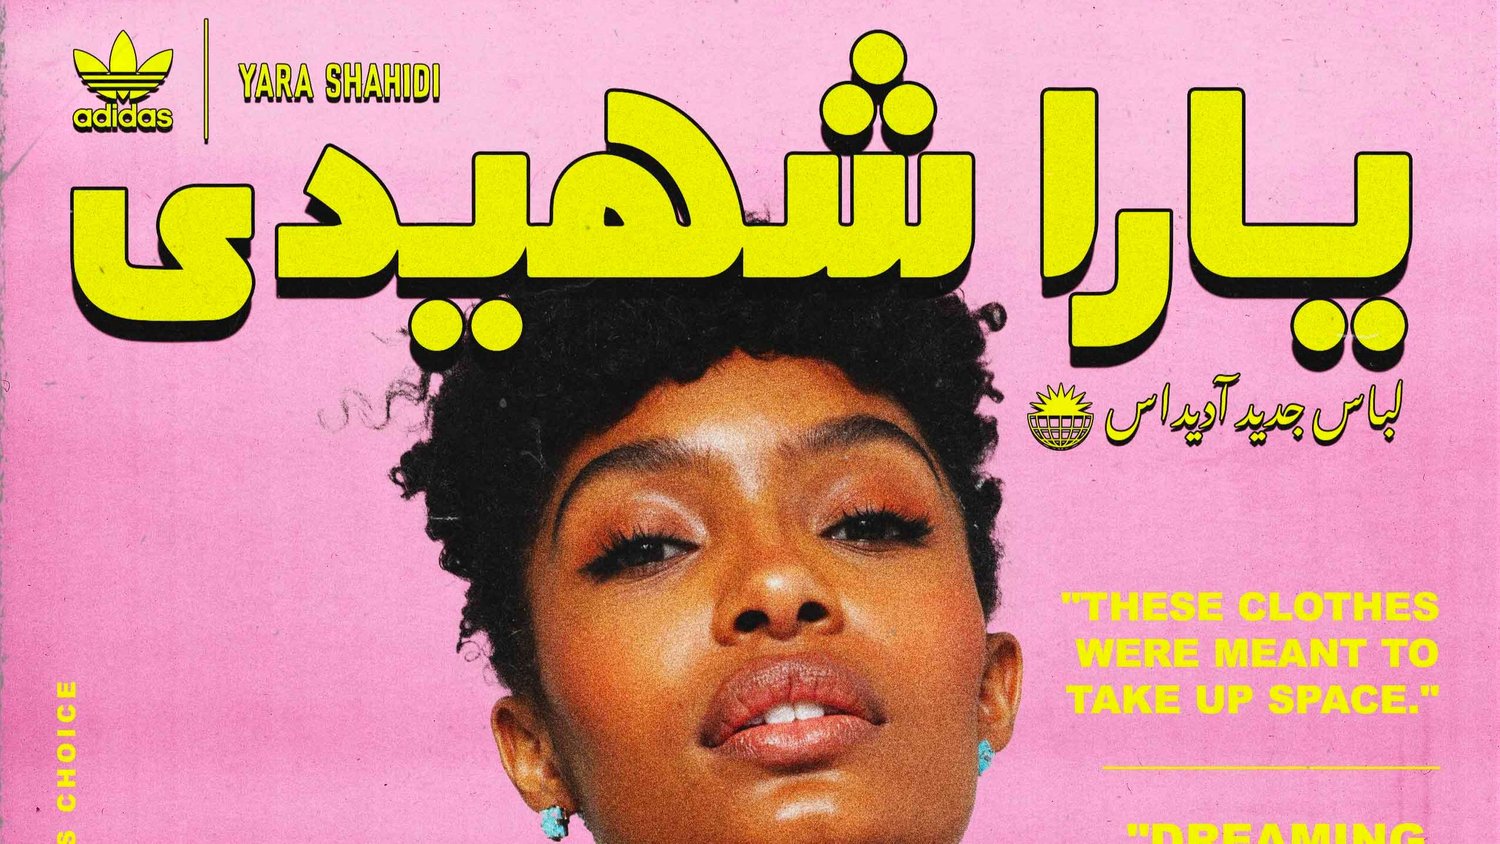 adidas
YARA SHAHIDI
یارا شهیدی
لباس جدید آدیداس
"THESE CLOTHES
WERE MEANT TO
TAKE UP SPACE."
"DREAMING
CHOICE